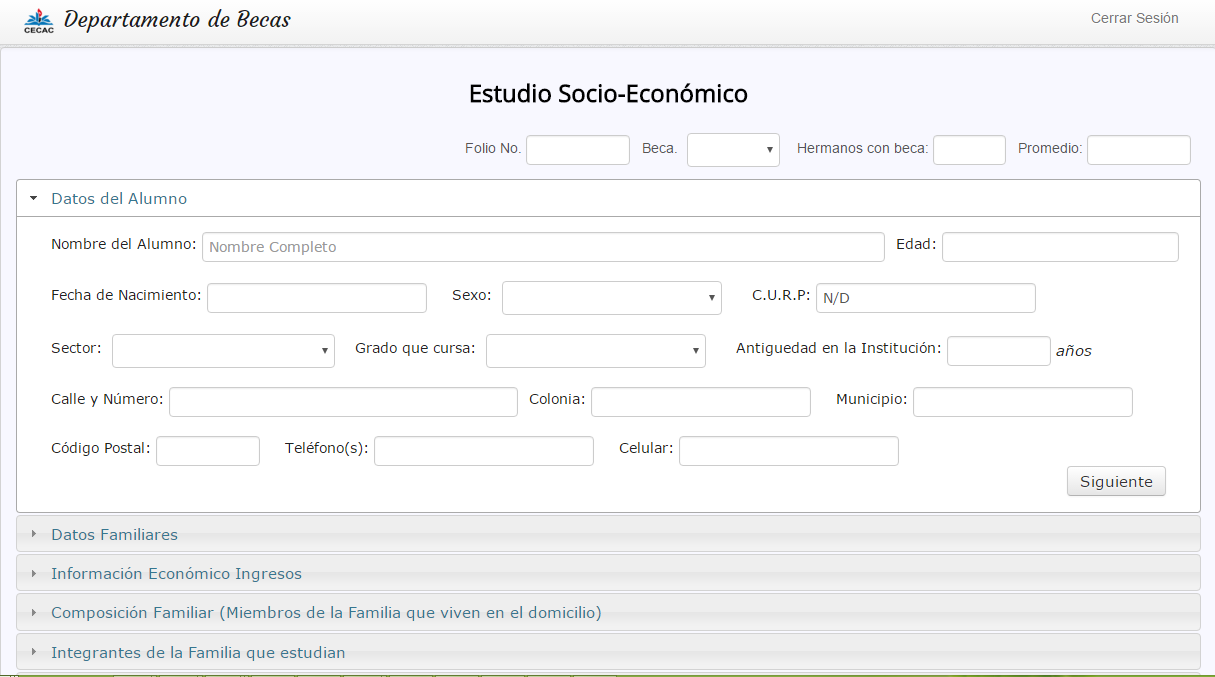 CECAC Departamento de Becas Cerrar Sesión
Estudio Socio-Económico
Folio No. Beca. Hermanos con beca: Promedio:
Datos del Alumno
Nombre del Alumno: Nombre Completo Edad:
Fecha de Nacimiento: Sexo: C.U.R.P: N/D
Sector: Grado que cursa: Antiguedad en la Institución: años
Calle y Número: Colonia: Municipio:
Código Postal: Teléfono(s): Celular:
Siguiente
Datos Familiares
Información Económico Ingresos
Composición Familiar (Miembros de la Familia que viven en el domicilio)
Integrantes de la Familia que estudian